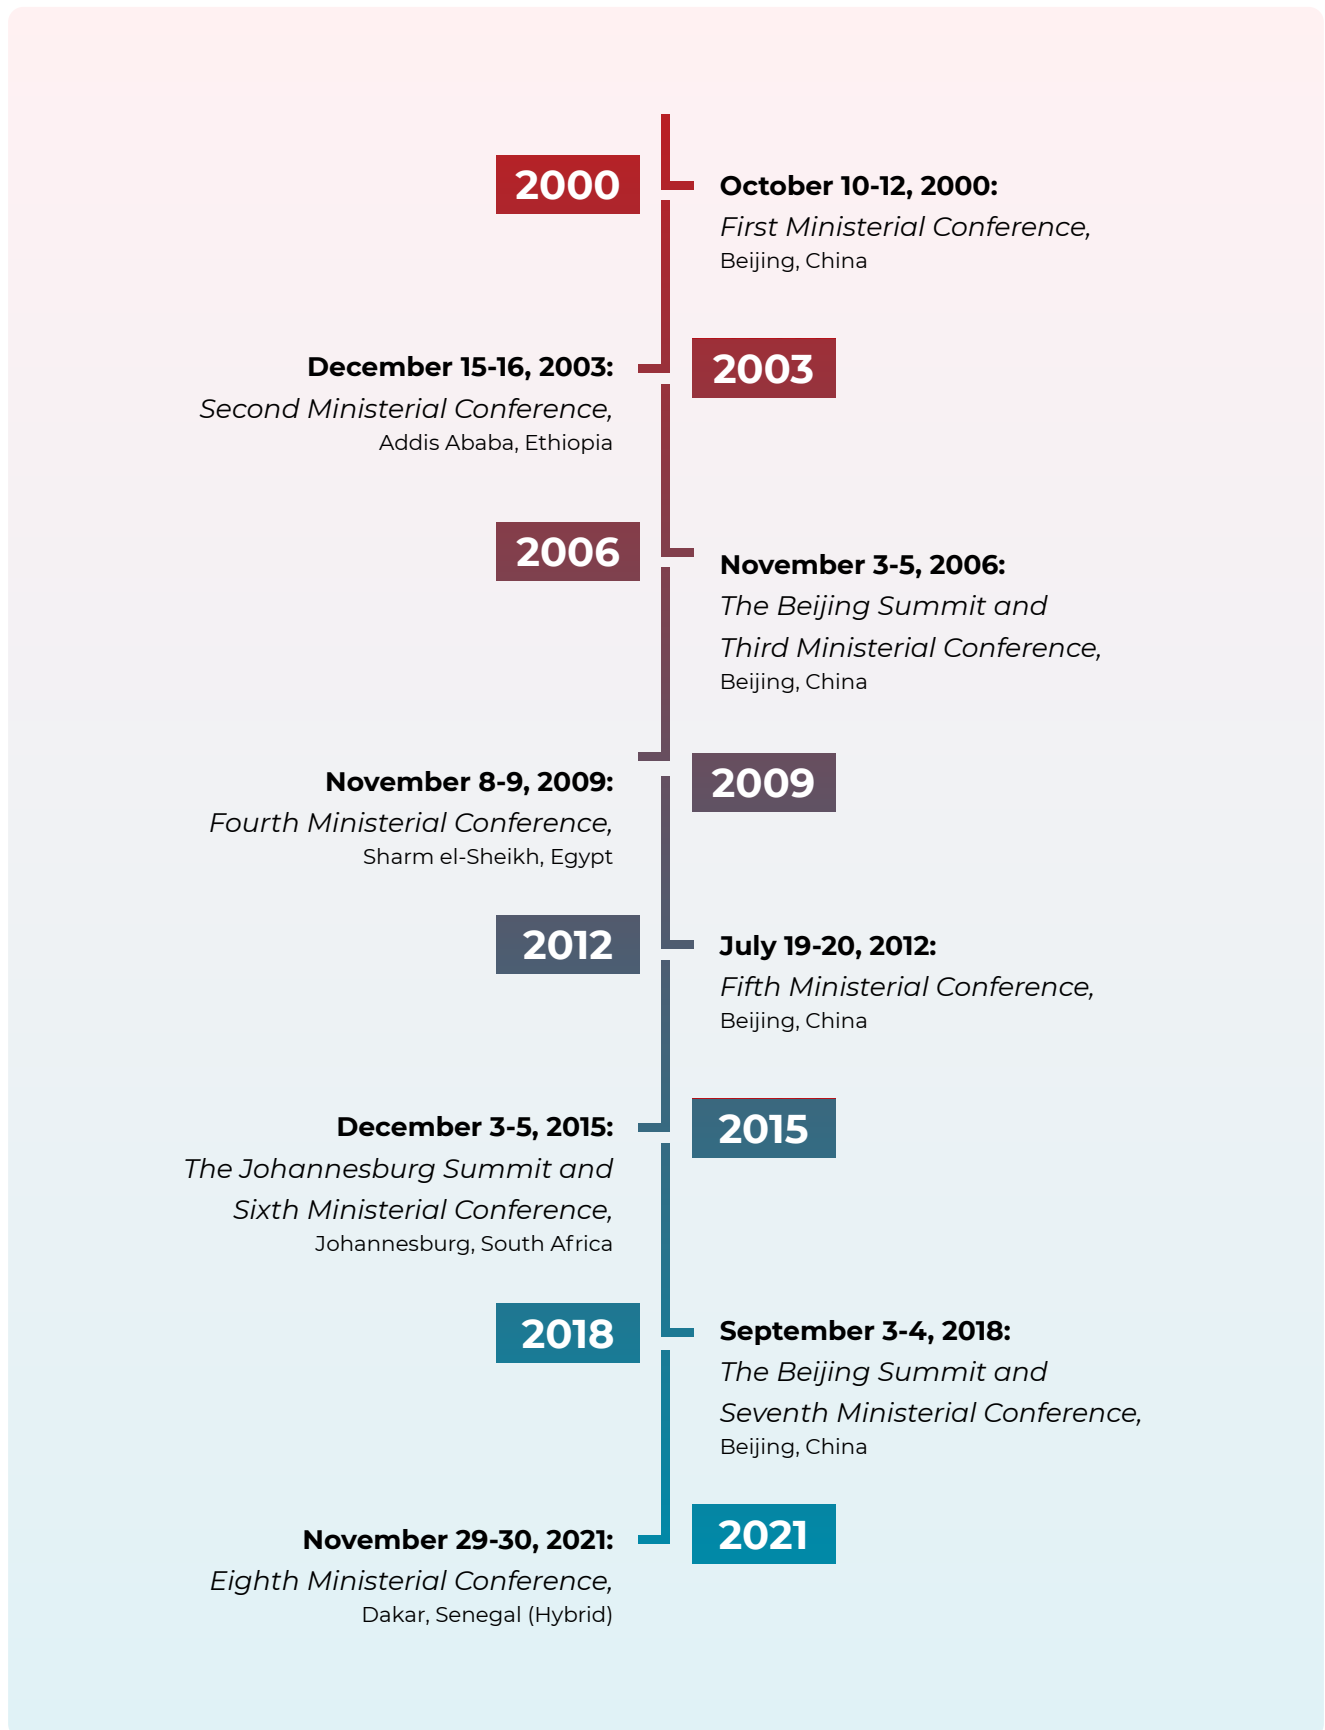 2000
October 10-12, 2000:
First Ministerial Conference,
Beijing, China
2003
December 15-16, 2003:
Second Ministerial Conference,
Addis Ababa, Ethiopia
2006
November 3-5, 2006:
The Beijing Summit and
Third Ministerial Conference,
Beijing, China
2009
November 8-9, 2009:
Fourth Ministerial Conference,
Sharm el-Sheikh, Egypt
2012
July 19-20, 2012:
Fifth Ministerial Conference,
Beijing, China
2015
December 3-5, 2015:
The Johannesburg Summit and
Sixth Ministerial Conference,
Johannesburg, South Africa
2018
September 3-4, 2018:
The Beijing Summit and
Seventh Ministerial Conference,
Beijing, China
2021
November 29-30, 2021:
Eighth Ministerial Conference,
Dakar, Senegal (Hybrid)